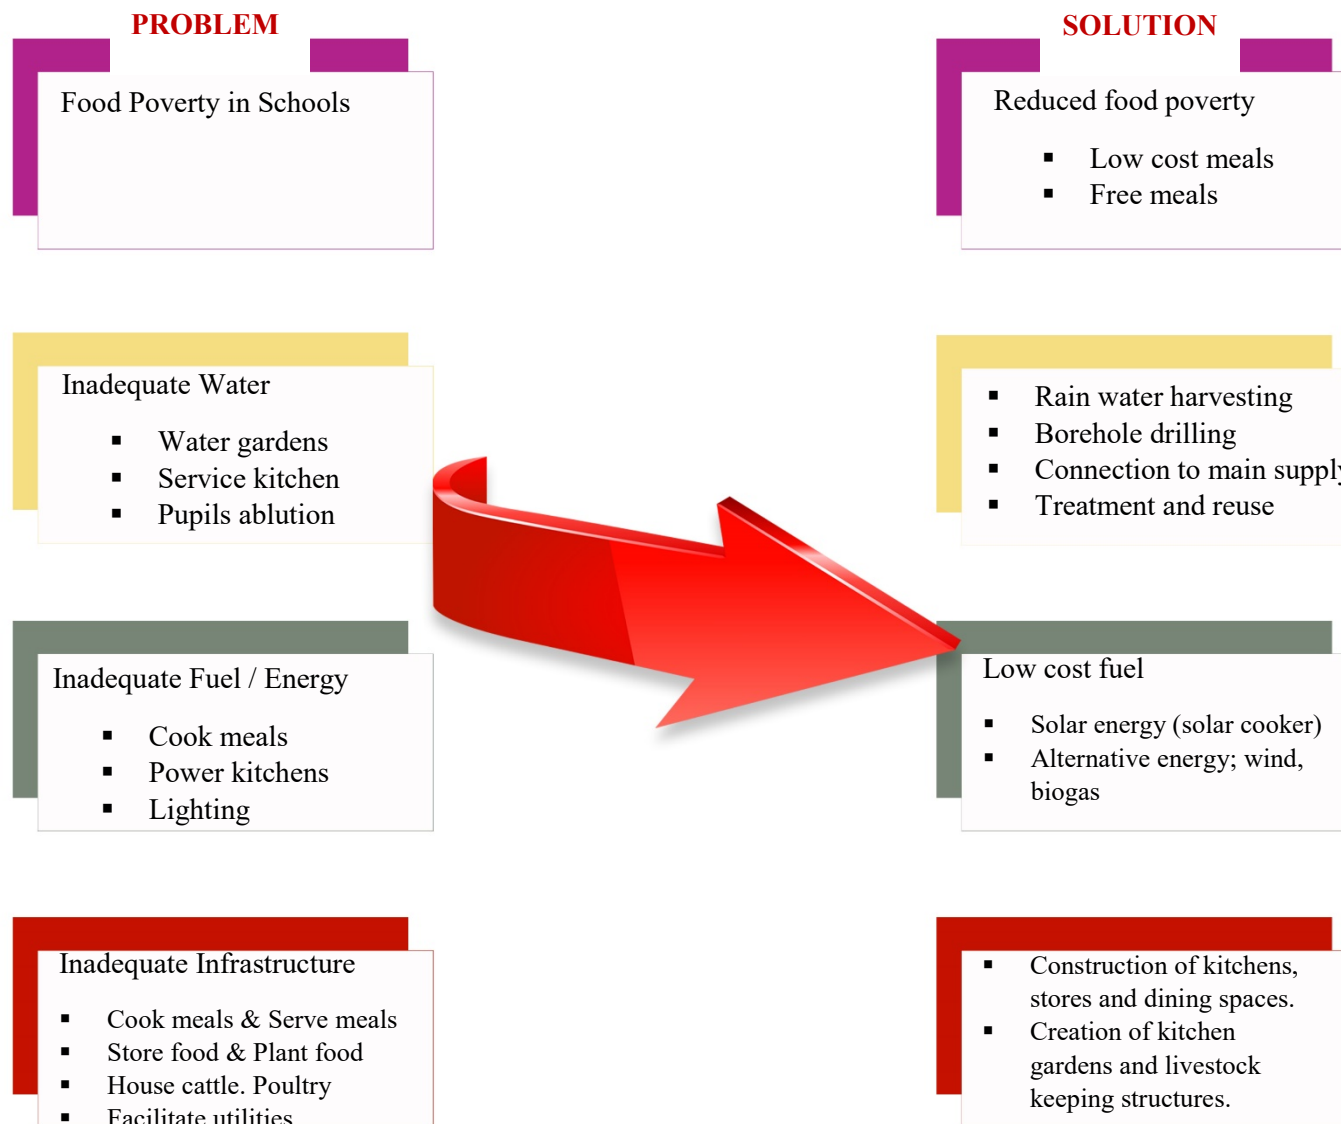 PROBLEM
Food Poverty in Schools
Inadequate Water
▪ Water gardens
▪ Service kitchen
▪ Pupils ablution
Inadequate Fuel / Energy
▪ Cook meals
▪ Power kitchens
▪ Lighting
Inadequate Infrastructure
▪ Cook meals & Serve meals
▪ Store food & Plant food
▪ House cattle. Poultry
▪ Facilitate utilities
SOLUTION
Reduced food poverty
▪ Low cost meals
▪ Free meals
▪ Rain water harvesting
▪ Borehole drilling
▪ Connection to main supply
▪ Treatment and reuse
Low cost fuel
▪ Solar energy (solar cooker)
▪ Alternative energy; wind,
biogas
▪ Construction of kitchens,
stores and dining spaces.
▪ Creation of kitchen
gardens and livestock
keeping structures.